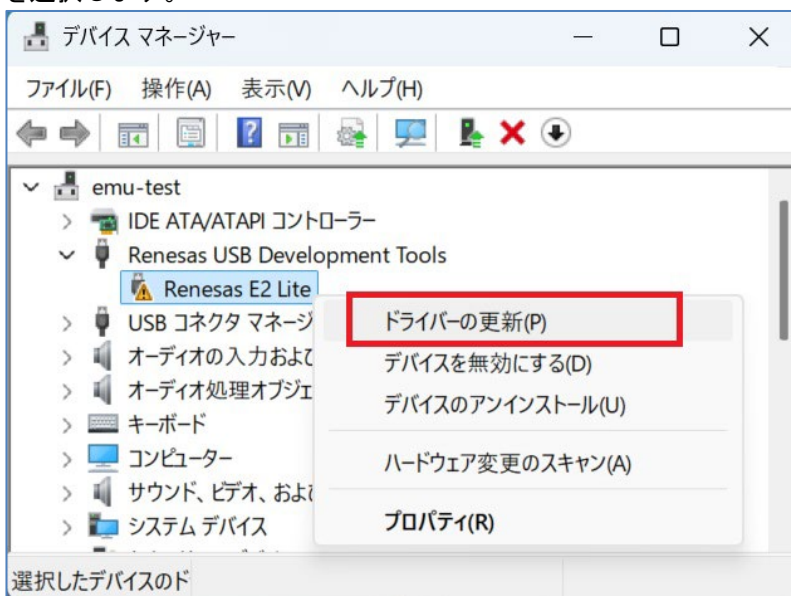 を選択します。
デバイス マネージャー
ファイル(F) 操作(A) 表示(V) ヘルプ(H)
emu-test
IDE ATA/ATAPI コントローラー
Renesas USB Development Tools
Renesas E2 Lite
ドライバーの更新(P)
USB コネクタ マネージ
デバイスを無効にする(D)
オーディオの入力およ
オーディオ処理オブジェ
デバイスのアンインストール(U)
キーボード
コンピューター
ハードウェア変更のスキャン(A)
サウンド、ビデオ、およ
システム デバイス
プロパティ(R)
選択したデバイスのド